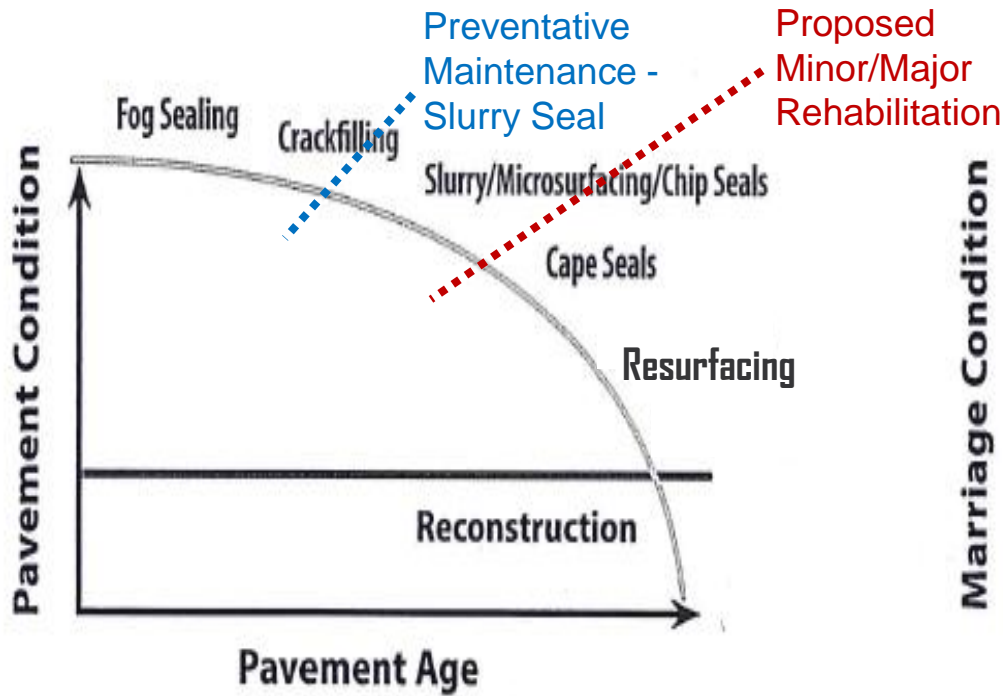 Preventative
Maintenance -
Slurry Seal
Proposed
Minor/Major
Rehabilitation
Fog Sealing
Crackfilling
Slurry/Microsurfacing/Chip Seals
Cape Seals
Resurfacing
Reconstruction
Pavement Condition
Pavement Age
Marriage Condition